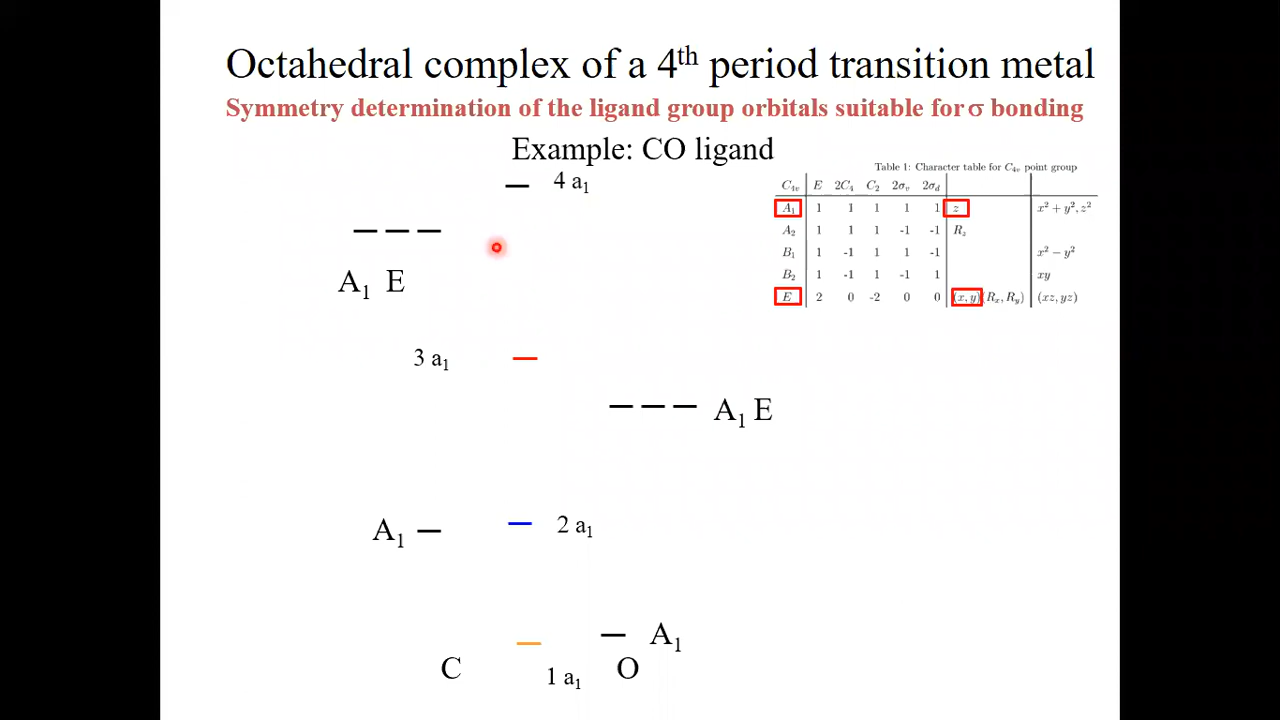 Octahedral complex of a 4th period transition metal
Symmetry determination of the ligand group orbitals suitable for σ bonding
Example: CO ligand
Table 1: Character table for C4v point group
C4v E 2C4 C2 2σv 2σd
A1 1 1 1 1 1 z x² + y², z²
A2 1 1 1 -1 -1 Rz
B1 1 -1 1 1 -1 x² − y²
B2 1 -1 1 -1 1 xy
E 2 0 -2 0 0 (x, y)(Rx, Ry) (xz, yz)
4 a1
A1 E
3 a1
A1 E
A1
2 a1
A1
C
1 a1
O